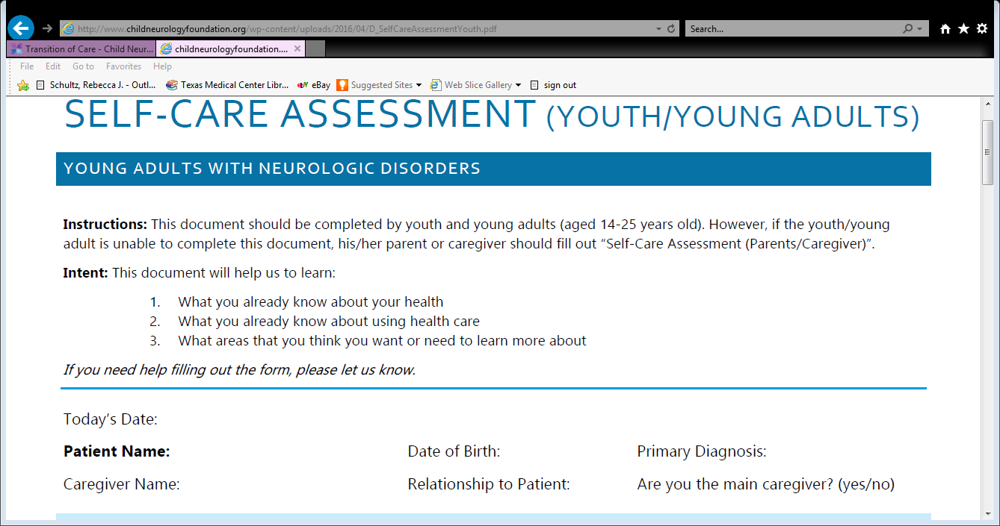 http://www.childneurologyfoundation.org/wp-content/uploads/2016/04/D_SelfCareAssessmentYouth.pdf
Search...
Transition of Care - Child Neur...
childneurologyfoundation....
File Edit Go to Favorites Help
Schultz, Rebecca J. - Outl... Texas Medical Center Libr... eBay Suggested Sites Web Slice Gallery sign out
SELF-CARE ASSESSMENT (YOUTH/YOUNG ADULTS)
YOUNG ADULTS WITH NEUROLOGIC DISORDERS
Instructions: This document should be completed by youth and young adults (aged 14-25 years old). However, if the youth/young
adult is unable to complete this document, his/her parent or caregiver should fill out “Self-Care Assessment (Parents/Caregiver)”.
Intent: This document will help us to learn:
1. What you already know about your health
2. What you already know about using health care
3. What areas that you think you want or need to learn more about
If you need help filling out the form, please let us know.
Today’s Date:
Patient Name: Date of Birth: Primary Diagnosis:
Caregiver Name: Relationship to Patient: Are you the main caregiver? (yes/no)